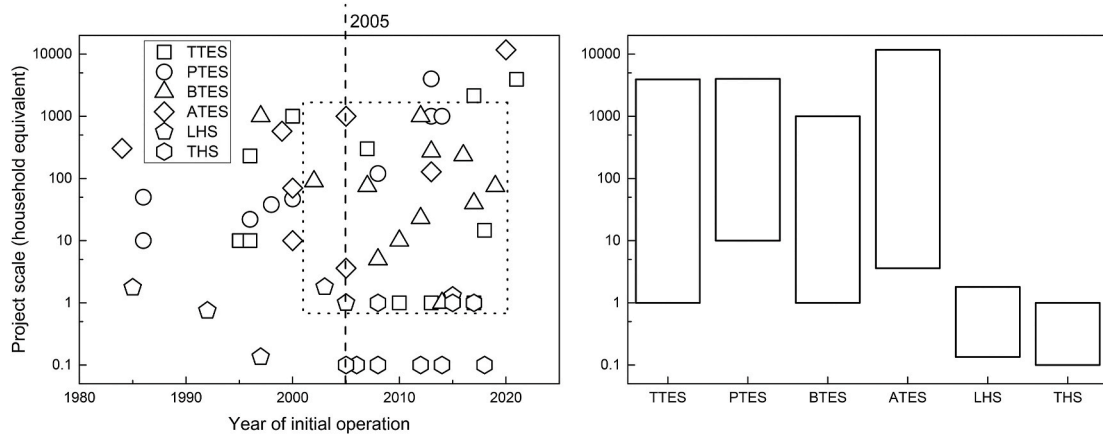 2005
10000
1000
100
10
1
0.1
Project scale (household equivalent)
TTES
PTES
BTES
ATES
LHS
THS
1980 1990 2000 2010 2020
Year of initial operation
10000
1000
100
10
1
0.1
TTES PTES BTES ATES LHS THS